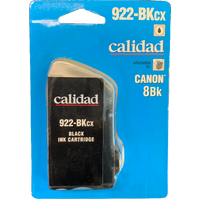 922-BKCX
calidad
CANON
8Bk
calidad
922-BKCX
BLACK
INK CARTRIDGE